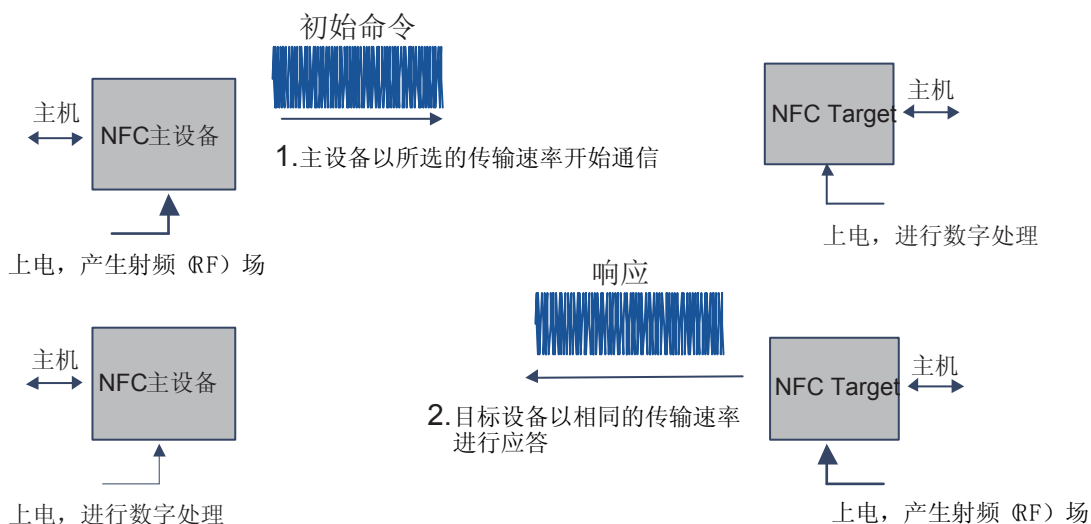 初始命令
主机
NFC主设备
NFC Target
主机
1.主设备以所选的传输速率开始通信
上电，进行数字处理
上电，产生射频（RF）场
响应
主机
NFC主设备
NFC Target
主机
2.目标设备以相同的传输速率
进行应答
上电，进行数字处理
上电，产生射频（RF）场